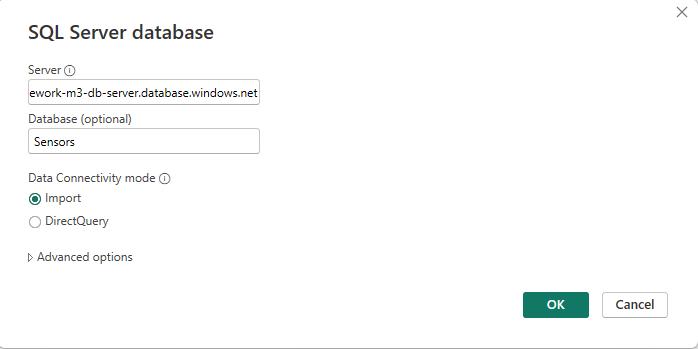 SQL Server database
Server
ework-m3-db-server.database.windows.net
Database (optional)
Sensors
Data Connectivity mode
Import
DirectQuery
Advanced options
OK Cancel